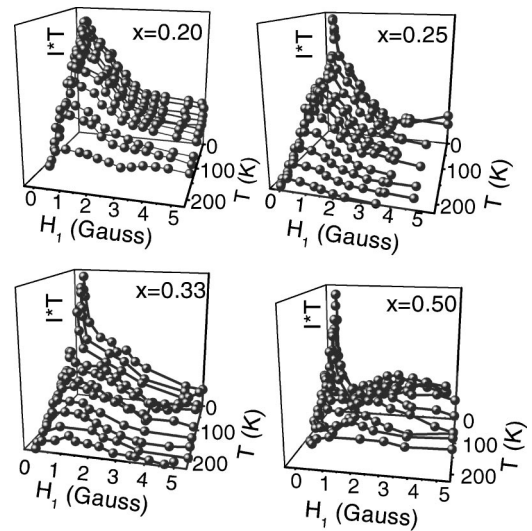 I*T
x=0.20
0
100
200
T (K)
0 1 2 3 4 5
H₁ (Gauss)
I*T
x=0.25
0
100
200
T (K)
0 1 2 3 4 5
H₁ (Gauss)
I*T
x=0.33
0
100
200
T (K)
0 1 2 3 4 5
H₁ (Gauss)
I*T
x=0.50
0
100
200
T (K)
0 1 2 3 4 5
H₁ (Gauss)